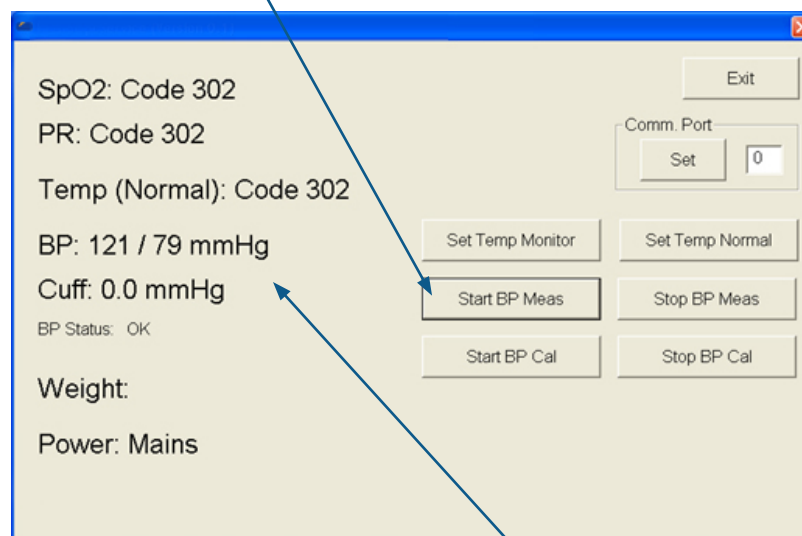 SpO2: Code 302
PR: Code 302
Temp (Normal): Code 302
BP: 121 / 79 mmHg
Cuff: 0.0 mmHg
BP Status: OK
Weight:
Power: Mains
Exit
Comm. Port
Set 0
Set Temp Monitor Set Temp Normal
Start BP Meas Stop BP Meas
Start BP Cal Stop BP Cal